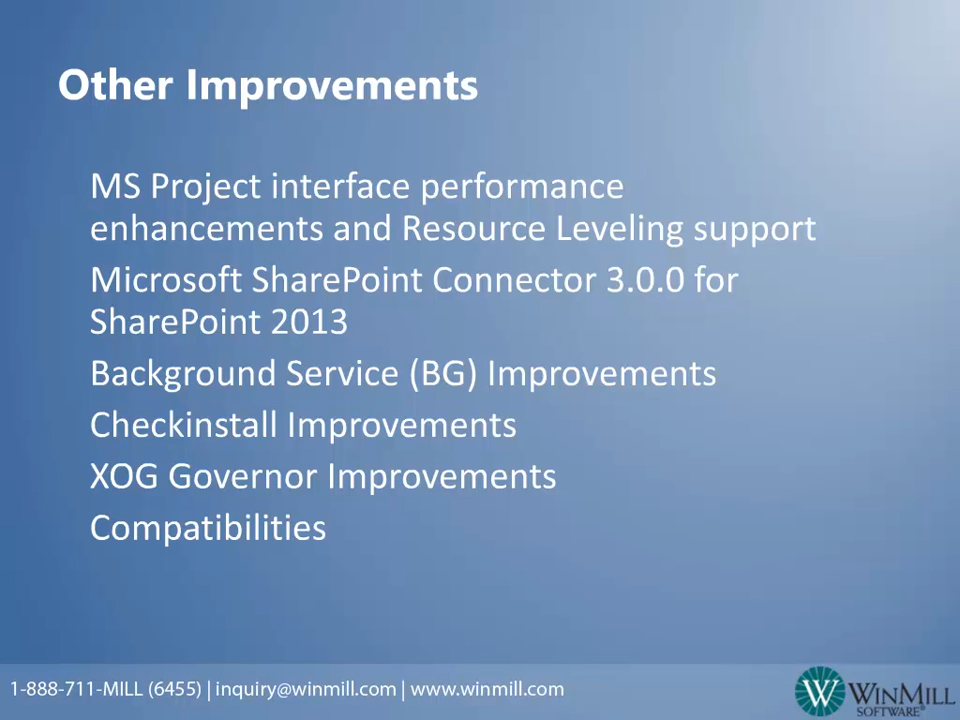 Other Improvements
MS Project interface performance
enhancements and Resource Leveling support
Microsoft SharePoint Connector 3.0.0 for
SharePoint 2013
Background Service (BG) Improvements
Checkinstall Improvements
XOG Governor Improvements
Compatibilities
1-888-711-MILL (6455) | inquiry@winmill.com | www.winmill.com
W WINMILL
SOFTWARE®